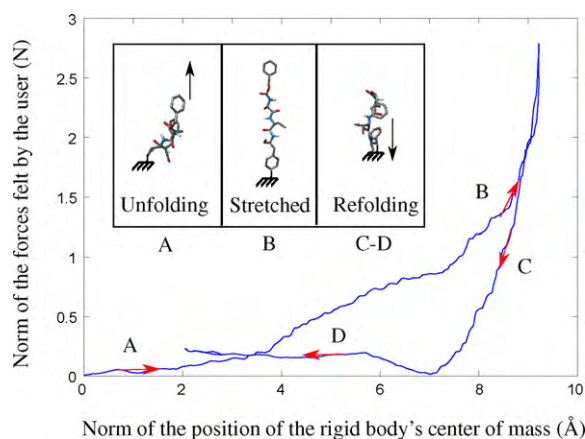 Norm of the forces felt by the user (N)
3
2.5
2
1.5
1
0.5
0
Unfolding
Stretched
Refolding
A
B
C-D
A
B
C
D
0
2
4
6
8
10
Norm of the position of the rigid body's center of mass (Å)